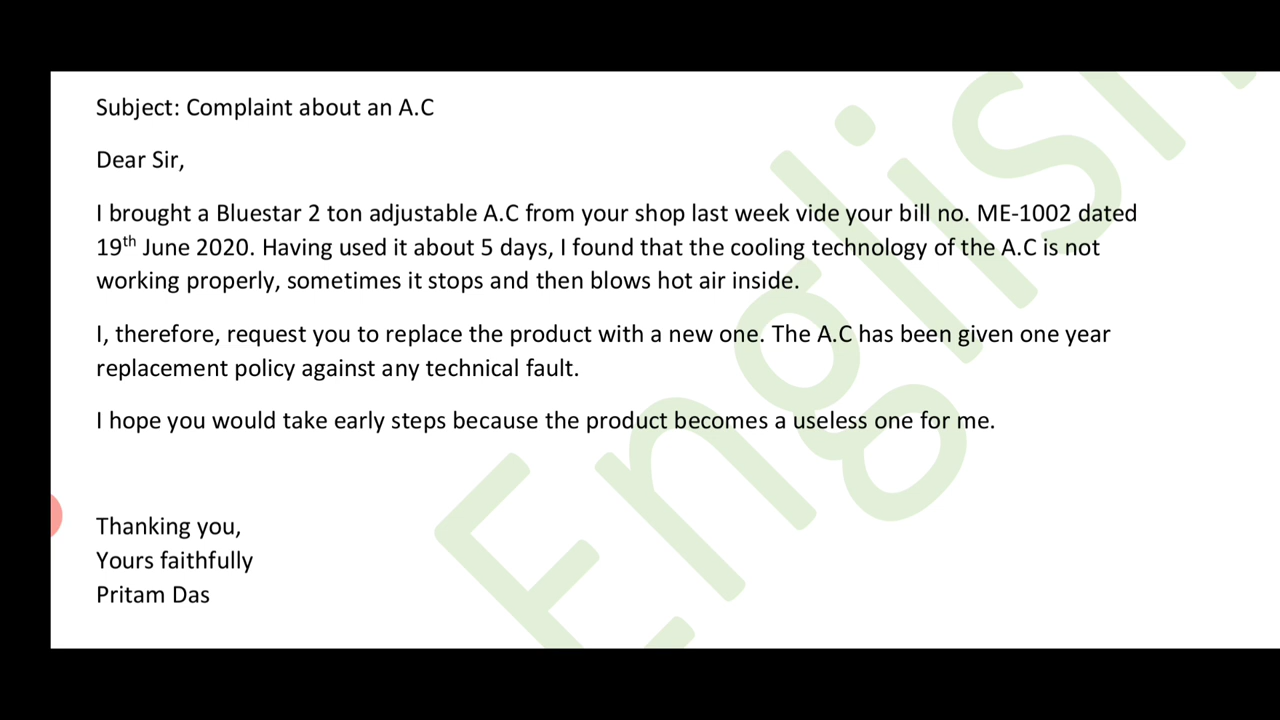 Subject: Complaint about an A.C
Dear Sir,
I brought a Bluestar 2 ton adjustable A.C from your shop last week vide your bill no. ME-1002 dated
19th June 2020. Having used it about 5 days, I found that the cooling technology of the A.C is not
working properly, sometimes it stops and then blows hot air inside.
I, therefore, request you to replace the product with a new one. The A.C has been given one year
replacement policy against any technical fault.
I hope you would take early steps because the product becomes a useless one for me.
Thanking you,
Yours faithfully
Pritam Das
English